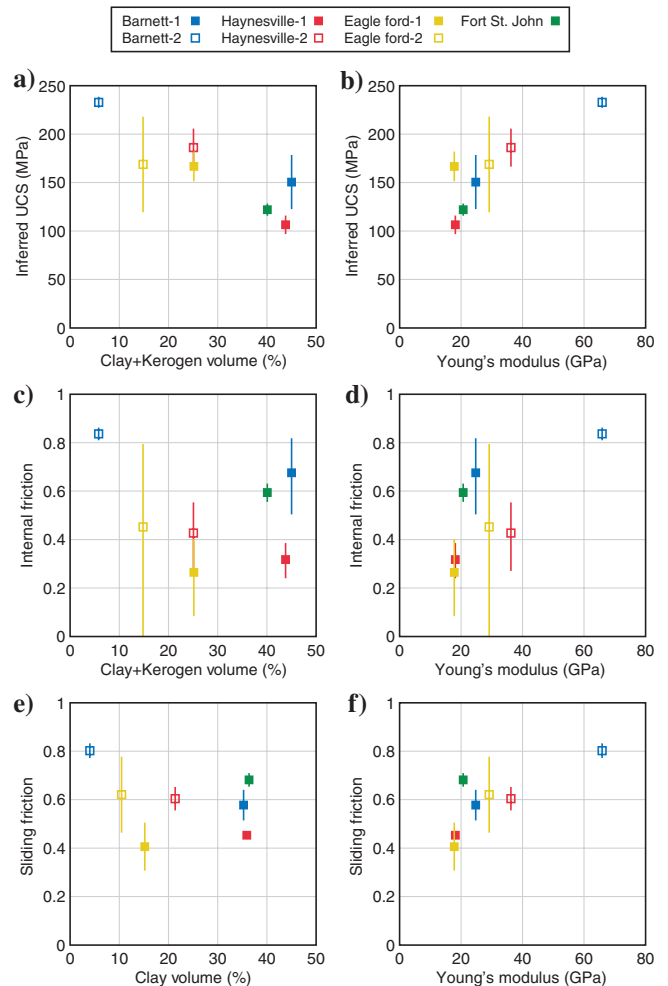 Barnett-1 Haynesville-1 Eagle ford-1 Fort St. John
Barnett-2 Haynesville-2 Eagle ford-2
a) b)
250 250
200 200
150 150
100 100
50 50
0 0
0 10 20 30 40 50 0 20 40 60 80
Inferred UCS (MPa) Inferred UCS (MPa)
Clay+Kerogen volume (%) Young's modulus (GPa)
c) d)
1 1
0.8 0.8
0.6 0.6
0.4 0.4
0.2 0.2
0 0
0 10 20 30 40 50 0 20 40 60 80
Internal friction Internal friction
Clay+Kerogen volume (%) Young's modulus (GPa)
e) f)
1 1
0.8 0.8
0.6 0.6
0.4 0.4
0.2 0.2
0 0
0 10 20 30 40 50 0 20 40 60 80
Sliding friction Sliding friction
Clay volume (%) Young's modulus (GPa)